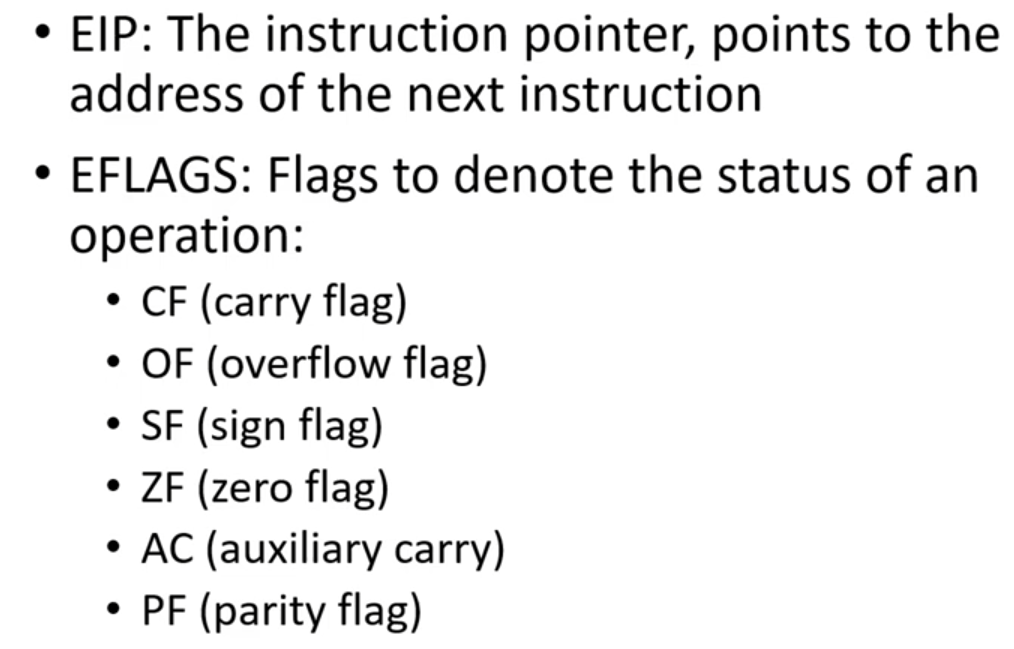 • EIP: The instruction pointer, points to the
address of the next instruction
• EFLAGS: Flags to denote the status of an
operation:
• CF (carry flag)
• OF (overflow flag)
• SF (sign flag)
• ZF (zero flag)
• AC (auxiliary carry)
• PF (parity flag)